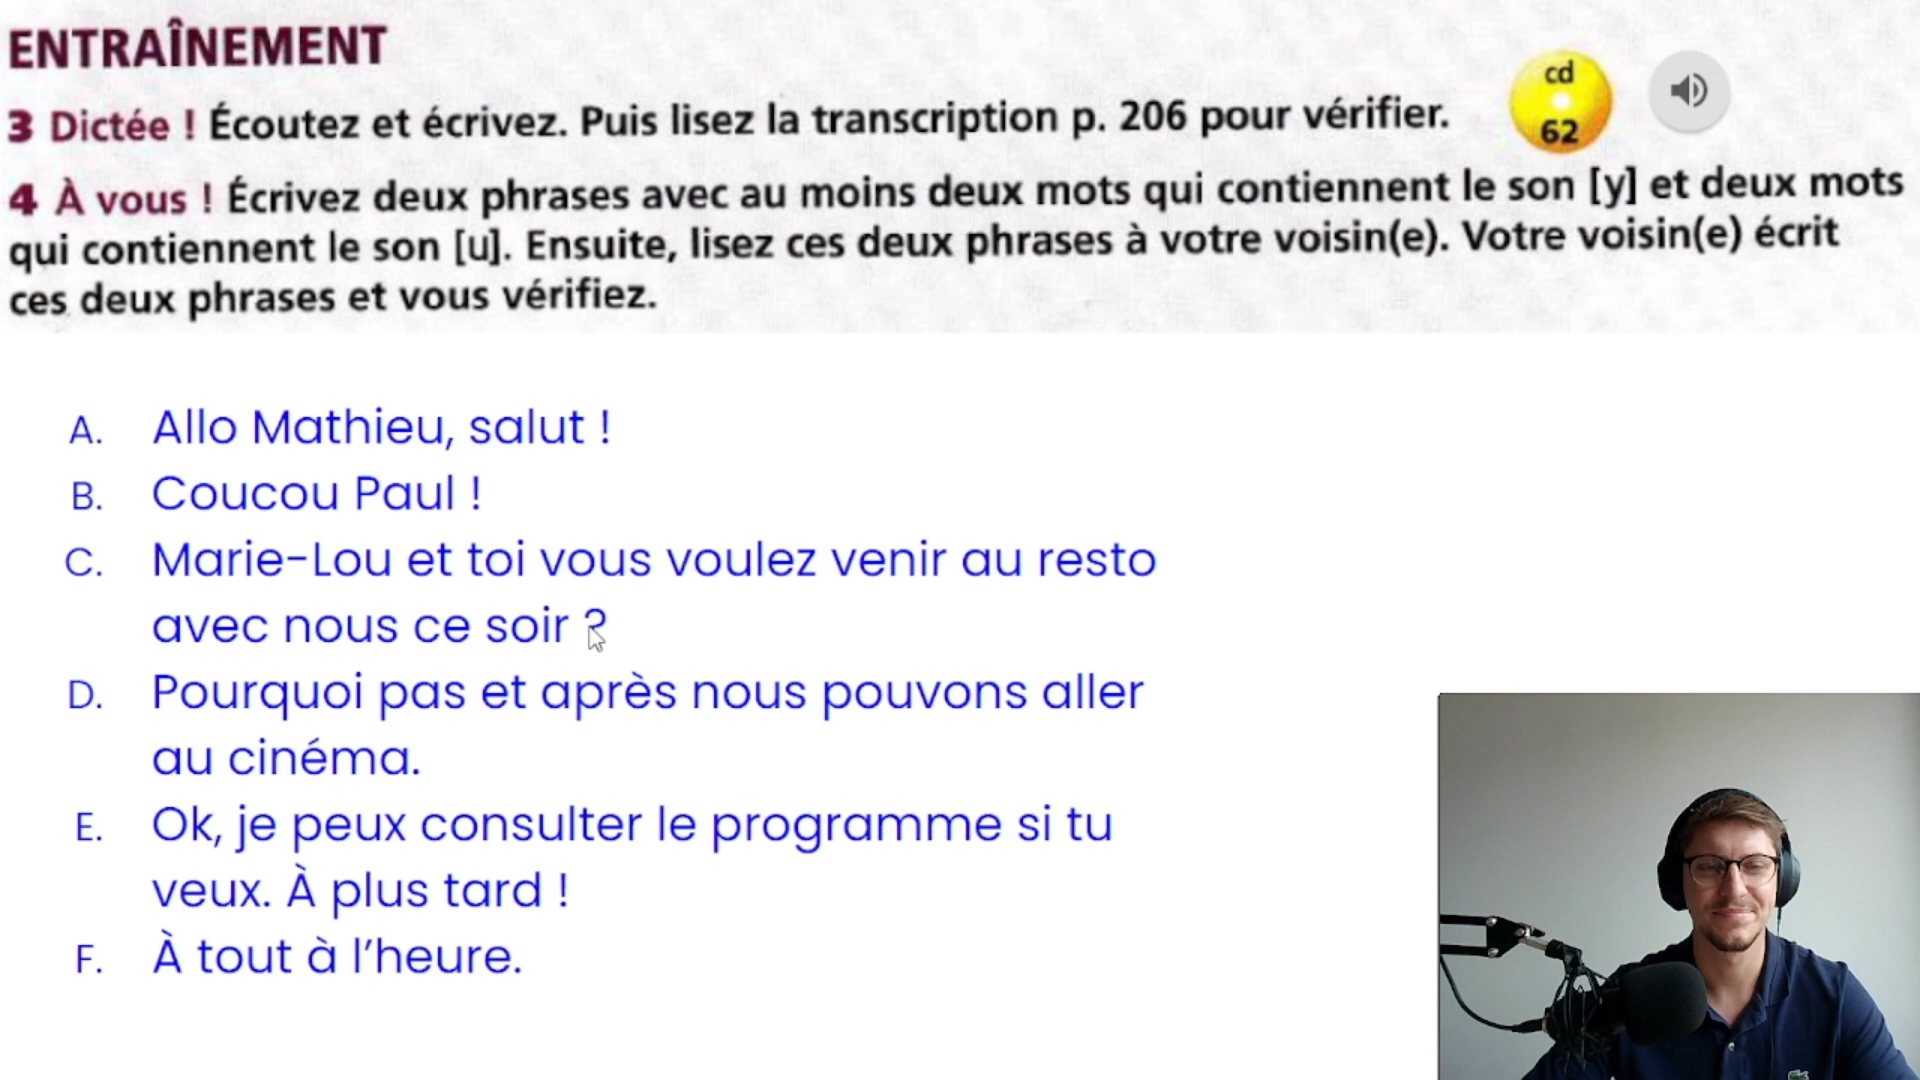 ENTRAÎNEMENT
3 Dictée ! Écoutez et écrivez. Puis lisez la transcription p. 206 pour vérifier.
cd
62
4 À vous ! Écrivez deux phrases avec au moins deux mots qui contiennent le son [y] et deux mots
qui contiennent le son [u]. Ensuite, lisez ces deux phrases à votre voisin(e). Votre voisin(e) écrit
ces deux phrases et vous vérifiez.
A. Allo Mathieu, salut !
B. Coucou Paul !
C. Marie-Lou et toi vous voulez venir au resto
avec nous ce soir ?
D. Pourquoi pas et après nous pouvons aller
au cinéma.
E. Ok, je peux consulter le programme si tu
veux. À plus tard !
F. À tout à l’heure.